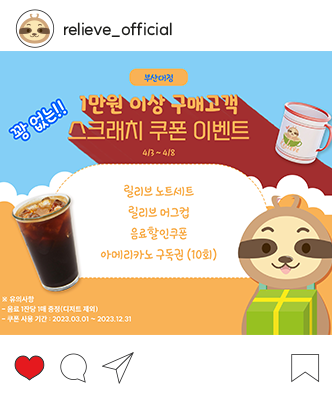 relieve_official
부산대점
꽝 없는!!
1만원 이상 구매고객
스크래치 쿠폰 이벤트
4/3 ~ 4/8
릴리브 노트세트
릴리브 머그컵
음료할인쿠폰
아메리카노 구독권 (10회)
※ 유의사항
- 음료 1잔당 1매 증정(디저트 제외)
- 쿠폰 사용 기간 : 2023.03.01 ~ 2023.12.31